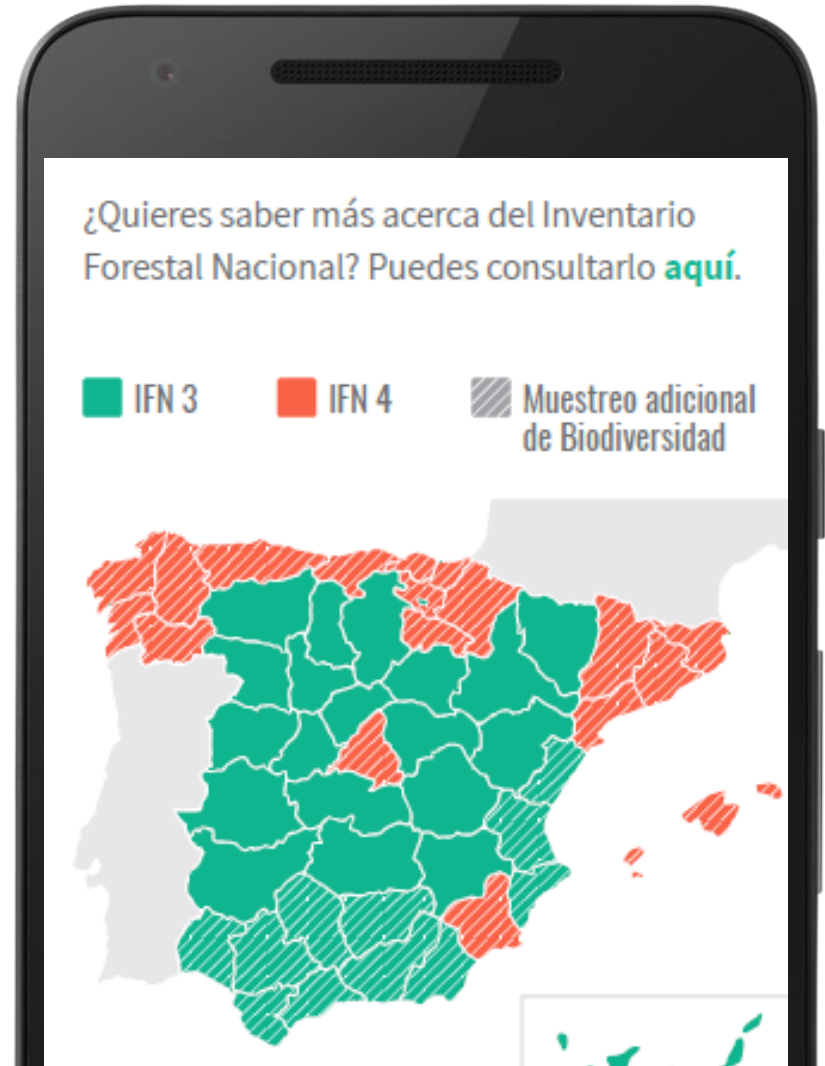 ¿Quieres saber más acerca del Inventario
Forestal Nacional? Puedes consultarlo aquí.
IFN 3
IFN 4
Muestreo adicional
de Biodiversidad